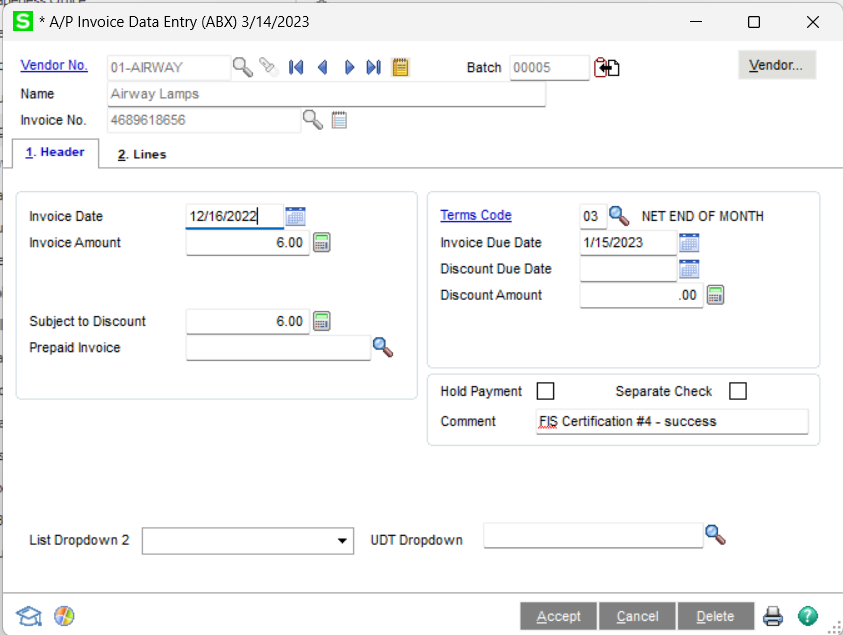 S * A/P Invoice Data Entry (ABX) 3/14/2023
Vendor No. 01-AIRWAY Batch 00005 Vendor...
Name Airway Lamps
Invoice No. 4689618656
1. Header 2. Lines
Invoice Date 12/16/2022
Invoice Amount 6.00
Subject to Discount 6.00
Prepaid Invoice
Terms Code 03 NET END OF MONTH
Invoice Due Date 1/15/2023
Discount Due Date
Discount Amount .00
Hold Payment Separate Check
Comment FIS Certification #4 - success
List Dropdown 2 UDT Dropdown
Accept Cancel Delete ?